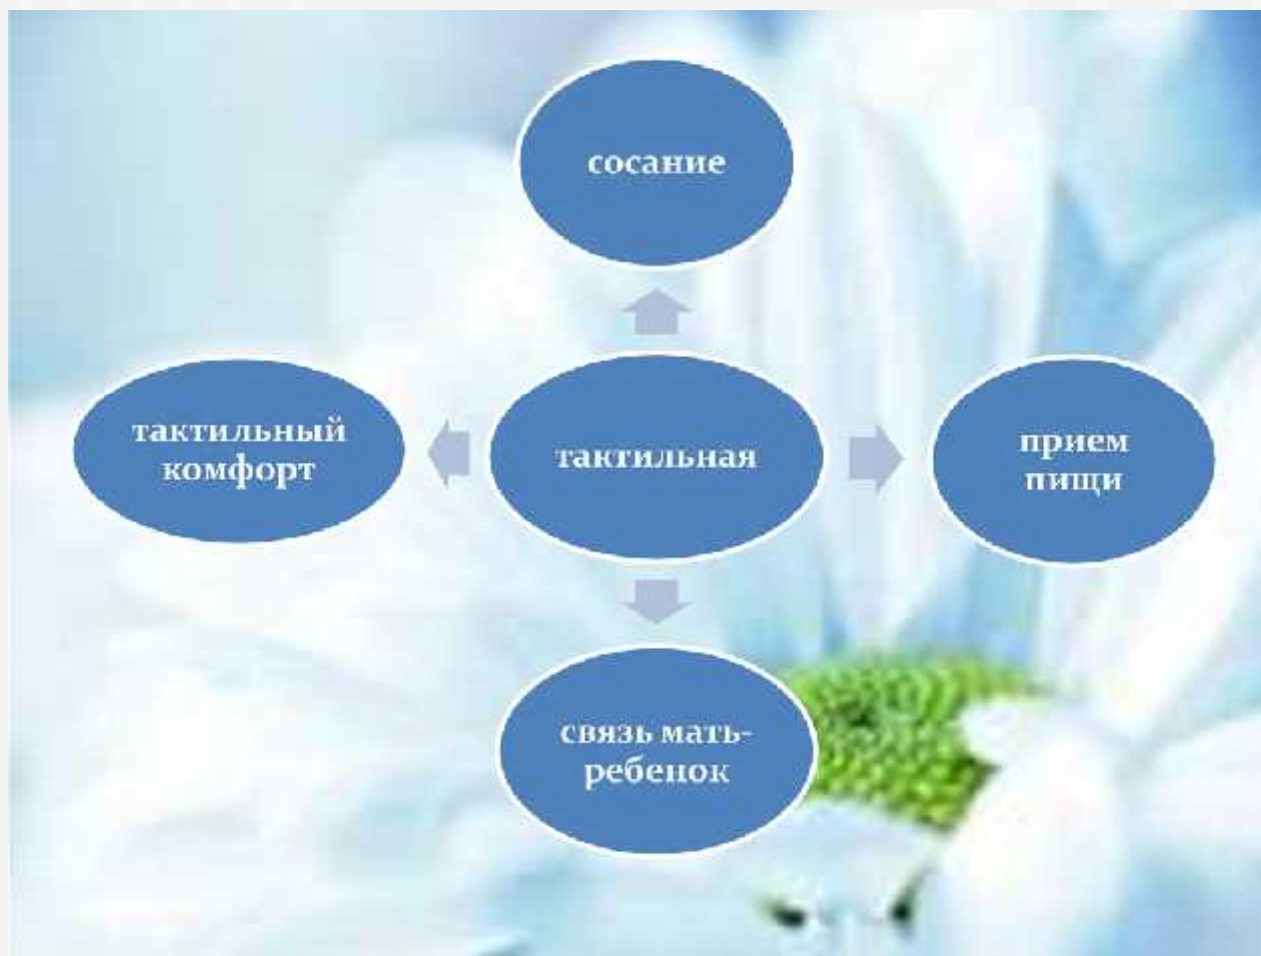 сосание
тактильный
комфорт
тактильная
прием
пищи
связь мать-
ребенок